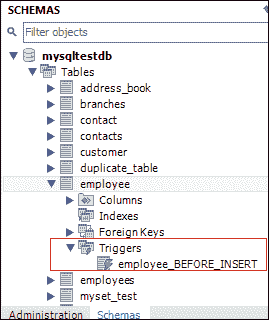 SCHEMAS
Filter objects
mysqltestdb
Tables
address_book
branches
contact
contacts
customer
duplicate_table
employee
Columns
Indexes
Foreign Keys
Triggers
employee_BEFORE_INSERT
employees
myset_test
Administration Schemas